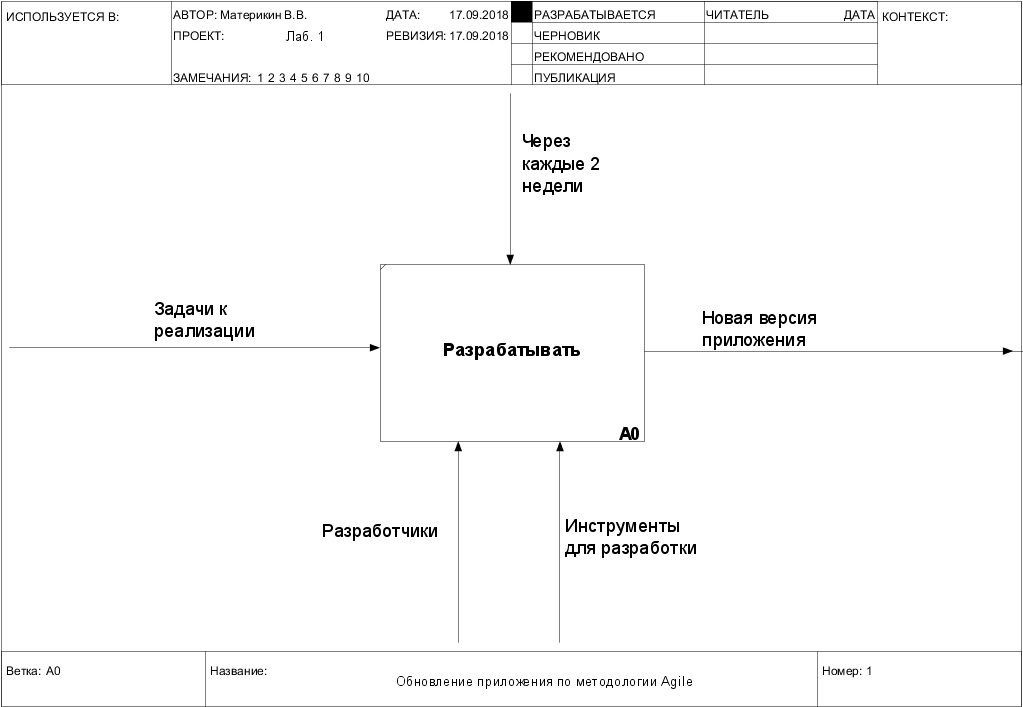 ИСПОЛЬЗУЕТСЯ В:
АВТОР: Материкин В.В.
ДАТА: 17.09.2018
РАЗРАБАТЫВАЕТСЯ
ЧИТАТЕЛЬ
ДАТА
КОНТЕКСТ:
ПРОЕКТ: Лаб. 1
РЕВИЗИЯ: 17.09.2018
ЧЕРНОВИК
РЕКОМЕНДОВАНО
ЗАМЕЧАНИЯ: 1 2 3 4 5 6 7 8 9 10
ПУБЛИКАЦИЯ
Через
каждые 2
недели
Задачи к
реализации
Разрабатывать
A0
Новая версия
приложения
Разработчики
Инструменты
для разработки
Ветка: A0
Название:
Обновление приложения по методологии Agile
Номер: 1